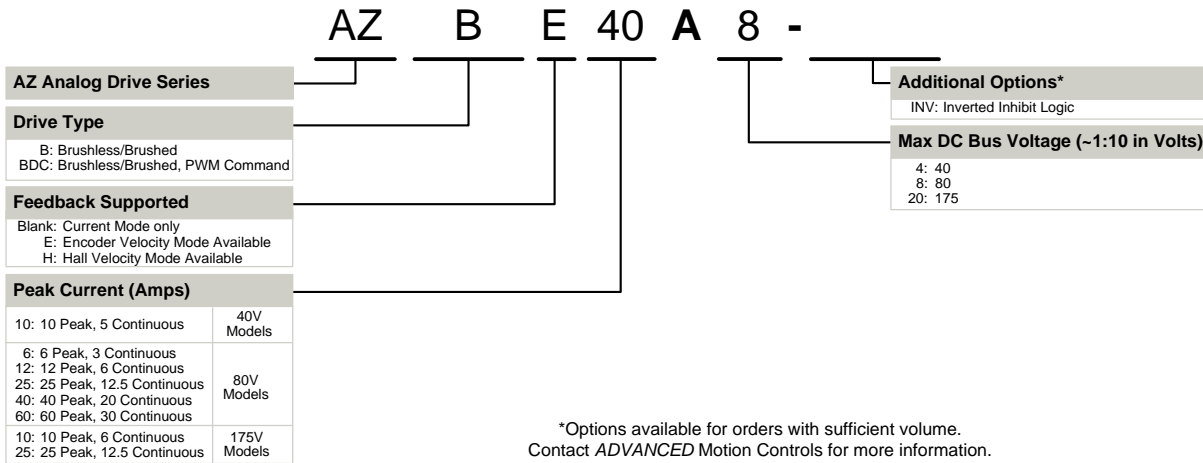 AZ B E 40 A 8 -
AZ Analog Drive Series
Drive Type
B: Brushless/Brushed
BDC: Brushless/Brushed, PWM Command
Feedback Supported
Blank: Current Mode only
E: Encoder Velocity Mode Available
H: Hall Velocity Mode Available
Peak Current (Amps)
10: 10 Peak, 5 Continuous
40V
Models
6: 6 Peak, 3 Continuous
12: 12 Peak, 6 Continuous
25: 25 Peak, 12.5 Continuous
40: 40 Peak, 20 Continuous
60: 60 Peak, 30 Continuous
80V
Models
10: 10 Peak, 6 Continuous
25: 25 Peak, 12.5 Continuous
175V
Models
Additional Options*
INV: Inverted Inhibit Logic
Max DC Bus Voltage (~1:10 in Volts)
4: 40
8: 80
20: 175
*Options available for orders with sufficient volume.
Contact ADVANCED Motion Controls for more information.